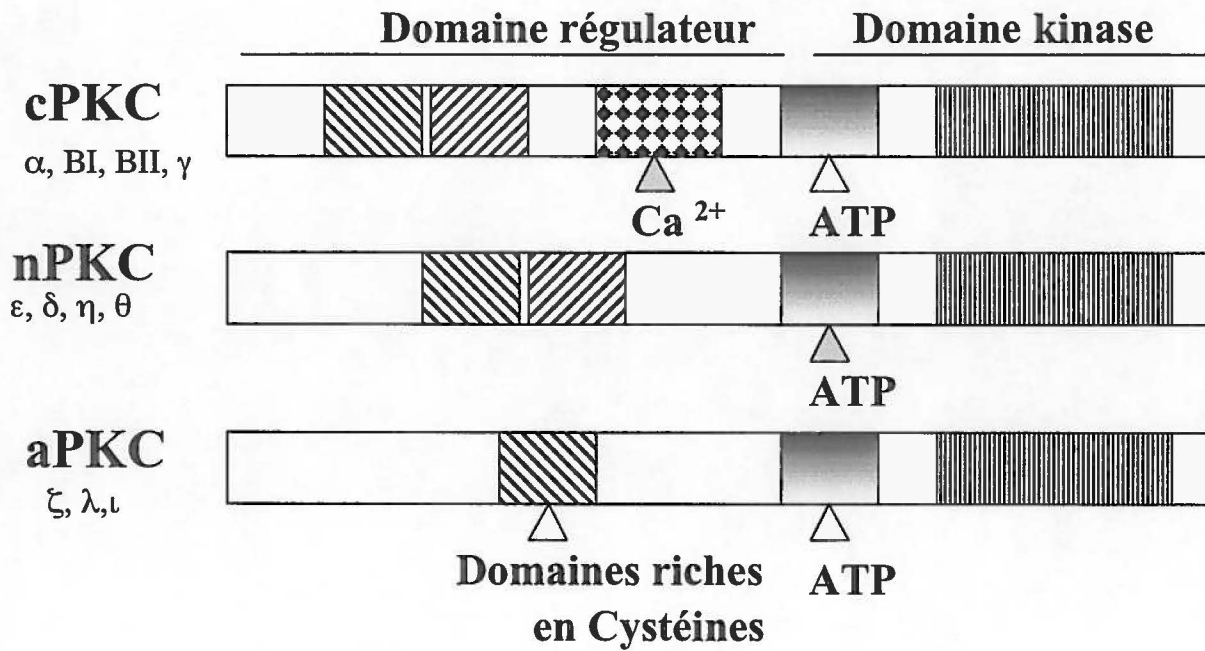 Domaine régulateur Domaine kinase
cPKC
α, BI, BII, γ
Ca 2+ ATP
nPKC
ε, δ, η, θ
ATP
aPKC
ζ, λ,ι
Domaines riches ATP
en Cystéines